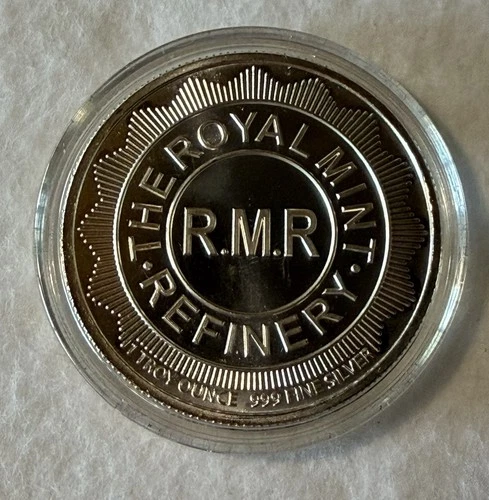 THE ROYAL MINT
· REFINERY ·
R.M.R
1 TROY OUNCE .999 FINE SILVER